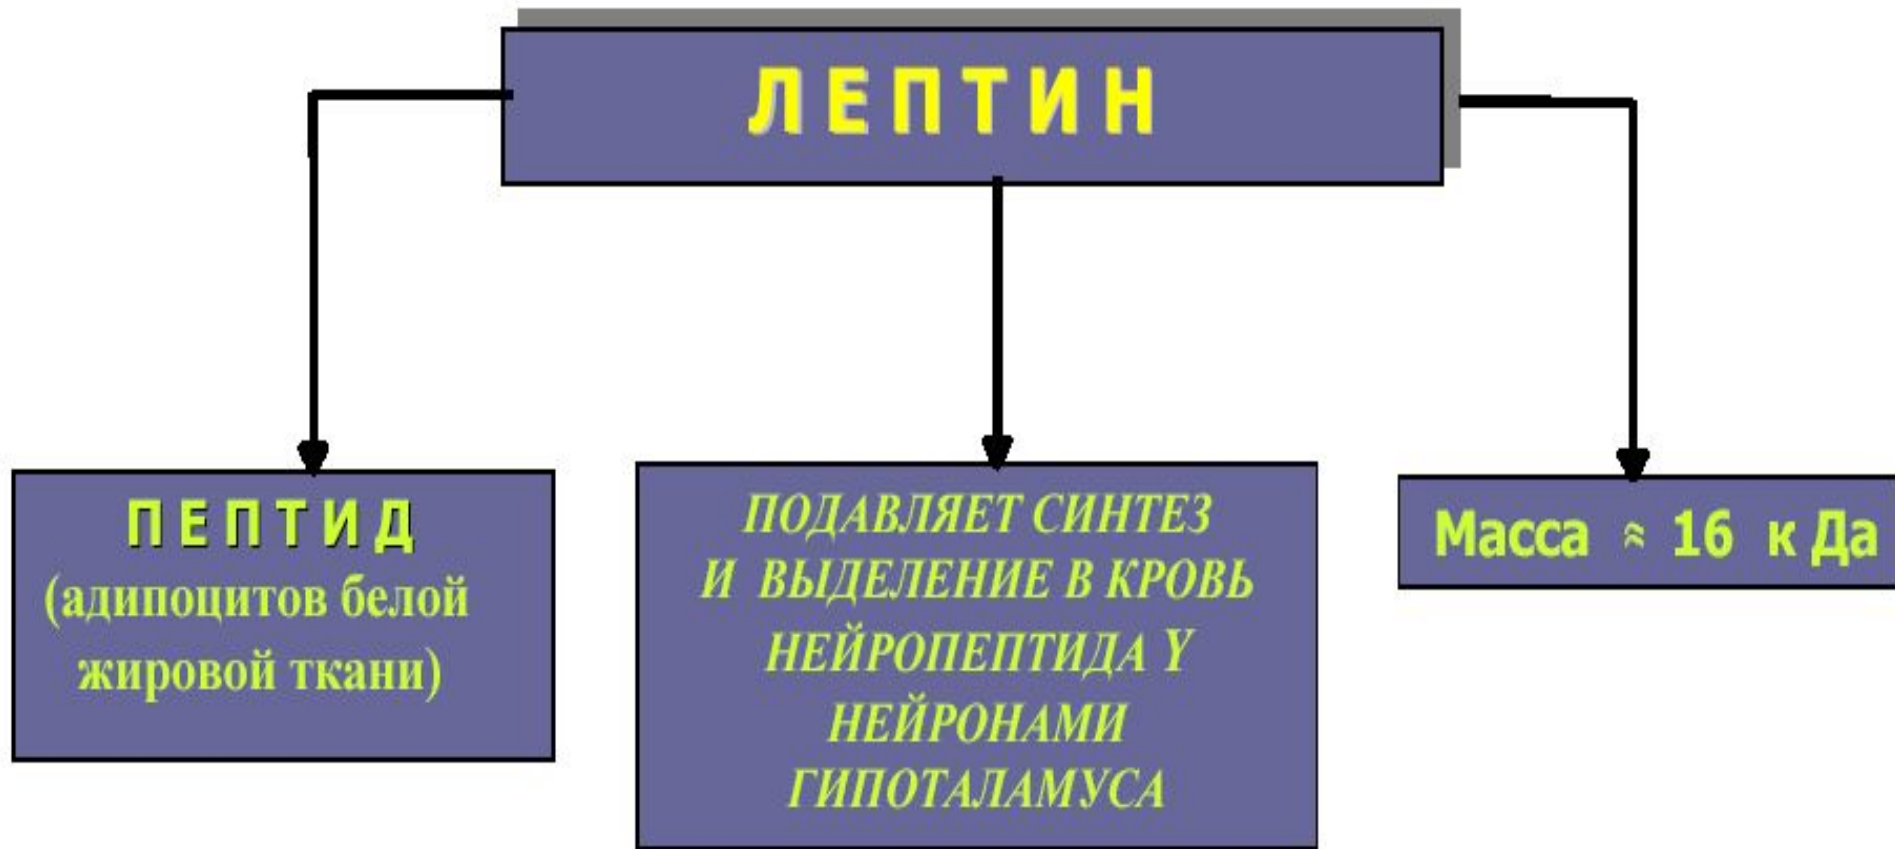 ЛЕПТИН
ПЕПТИД
(адипоцитов белой
жировой ткани)
ПОДАВЛЯЕТ СИНТЕЗ
И ВЫДЕЛЕНИЕ В КРОВЬ
НЕЙРОПЕПТИДА Y
НЕЙРОНАМИ
ГИПОТАЛАМУСА
Масса ≈ 16 к Да